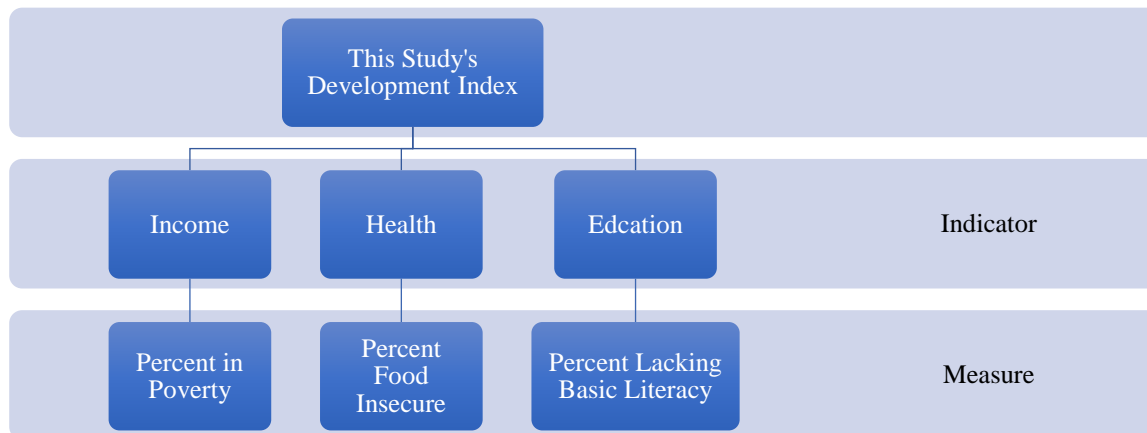 This Study's
Development Index
Income
Health
Edcation
Indicator
Percent in
Poverty
Percent
Food
Insecure
Percent Lacking
Basic Literacy
Measure